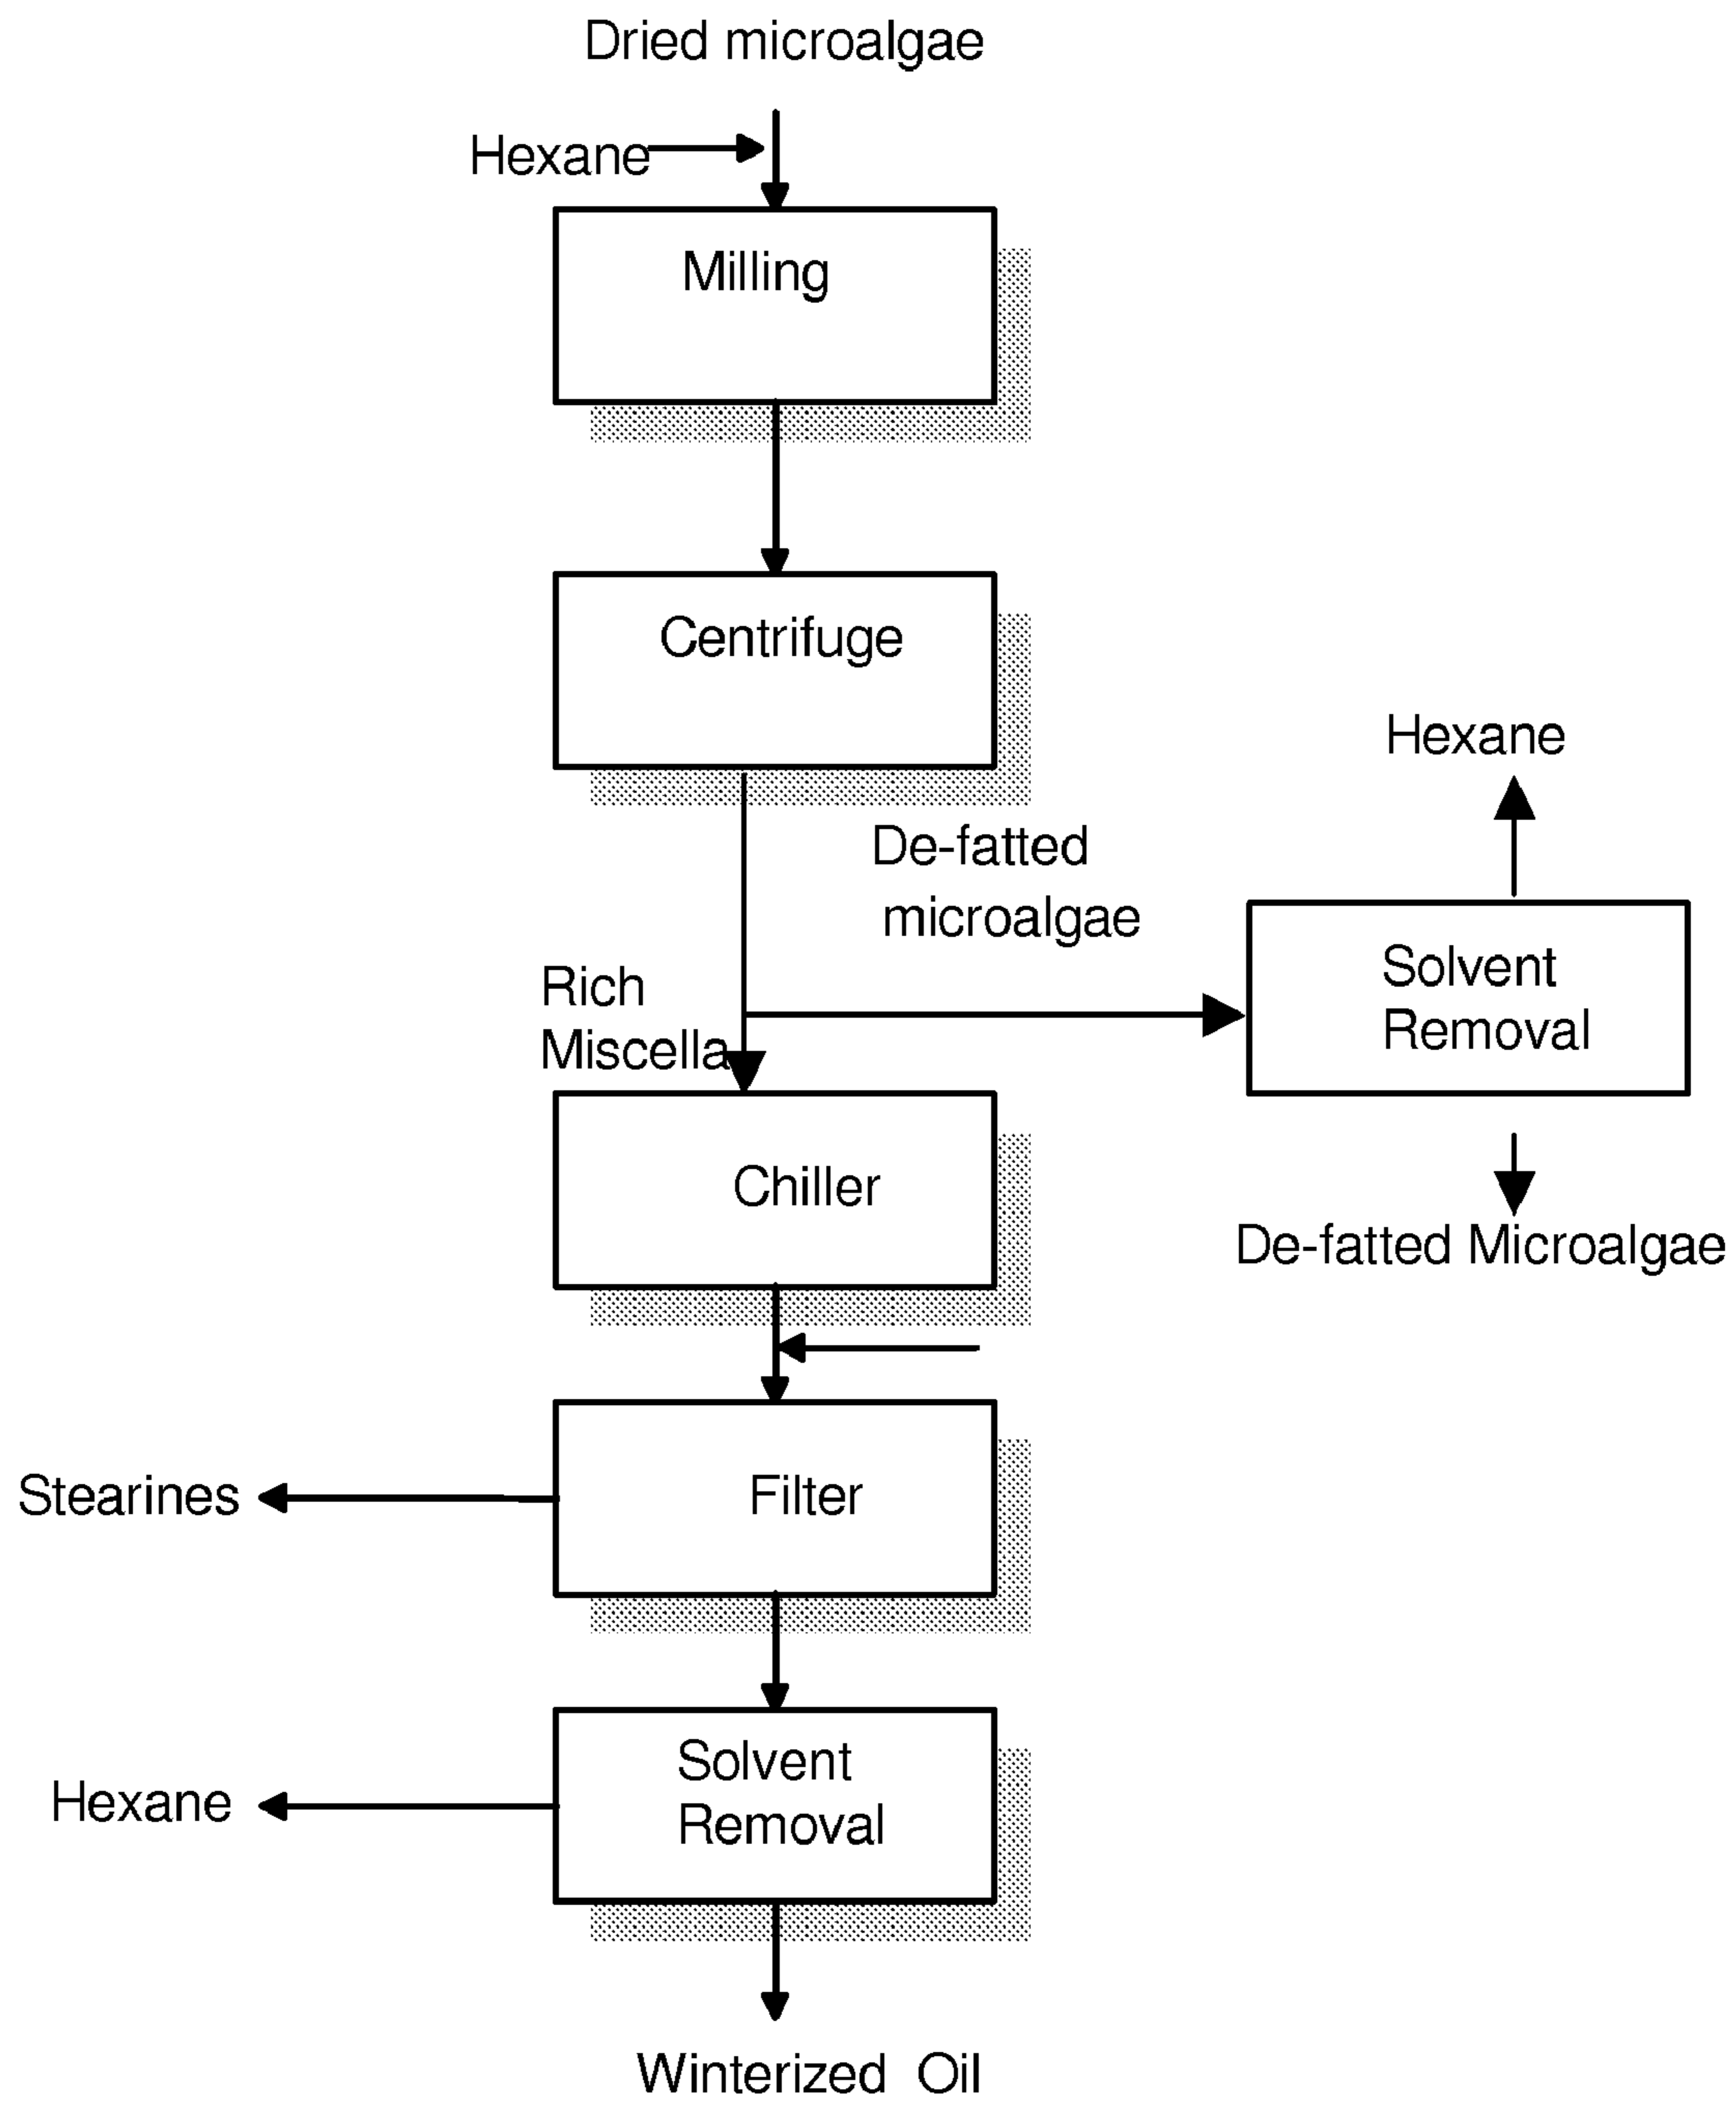 Dried microalgae
Hexane
Milling
Centrifuge
Hexane
De-fatted
microalgae
Solvent
Removal
Rich
Miscella
Chiller
De-fatted Microalgae
Filter
Stearines
Solvent
Removal
Hexane
Winterized Oil